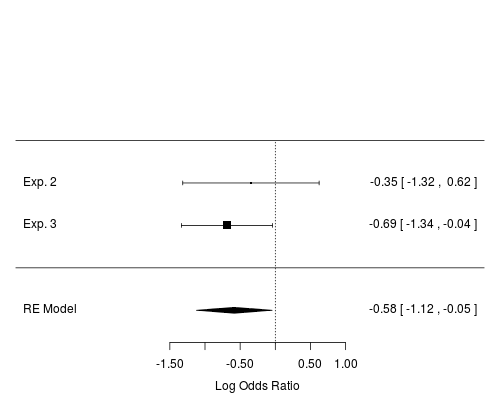 Exp. 2 -0.35 [ -1.32 , 0.62 ]
Exp. 3 -0.69 [ -1.34 , -0.04 ]
RE Model -0.58 [ -1.12 , -0.05 ]
-1.50 -0.50 0.50 1.00
Log Odds Ratio